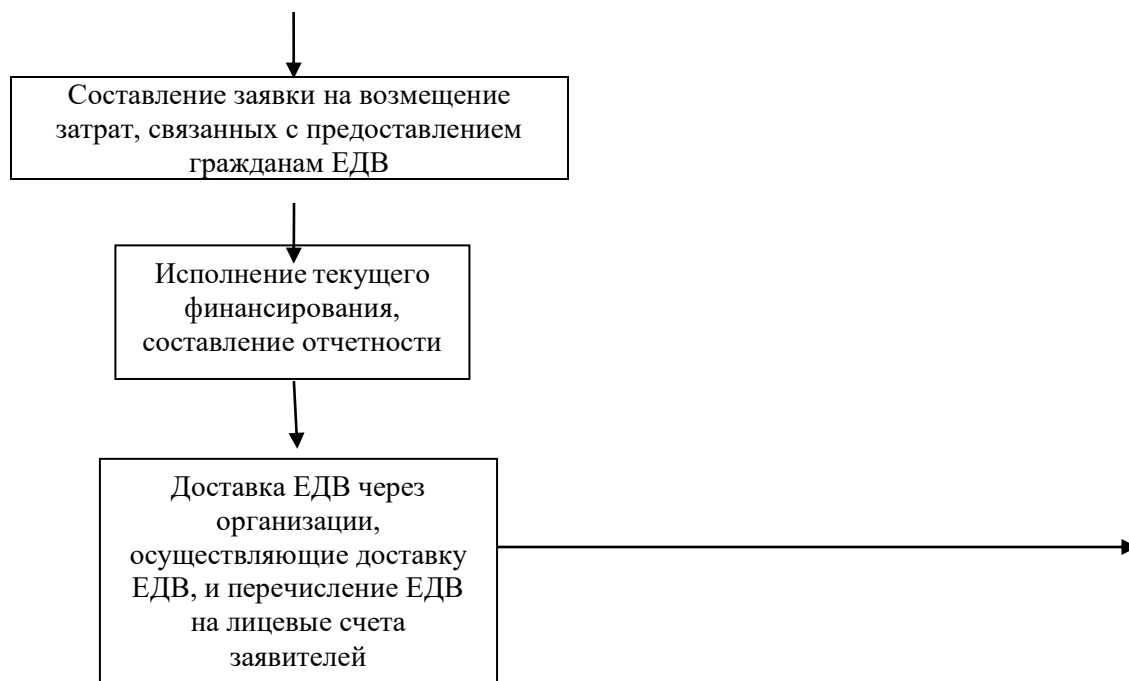 Составление заявки на возмещение
затрат, связанных с предоставлением
гражданам ЕДВ
Исполнение текущего
финансирования,
составление отчетности
Доставка ЕДВ через
организации,
осуществляющие доставку
ЕДВ, и перечисление ЕДВ
на лицевые счета
заявителей